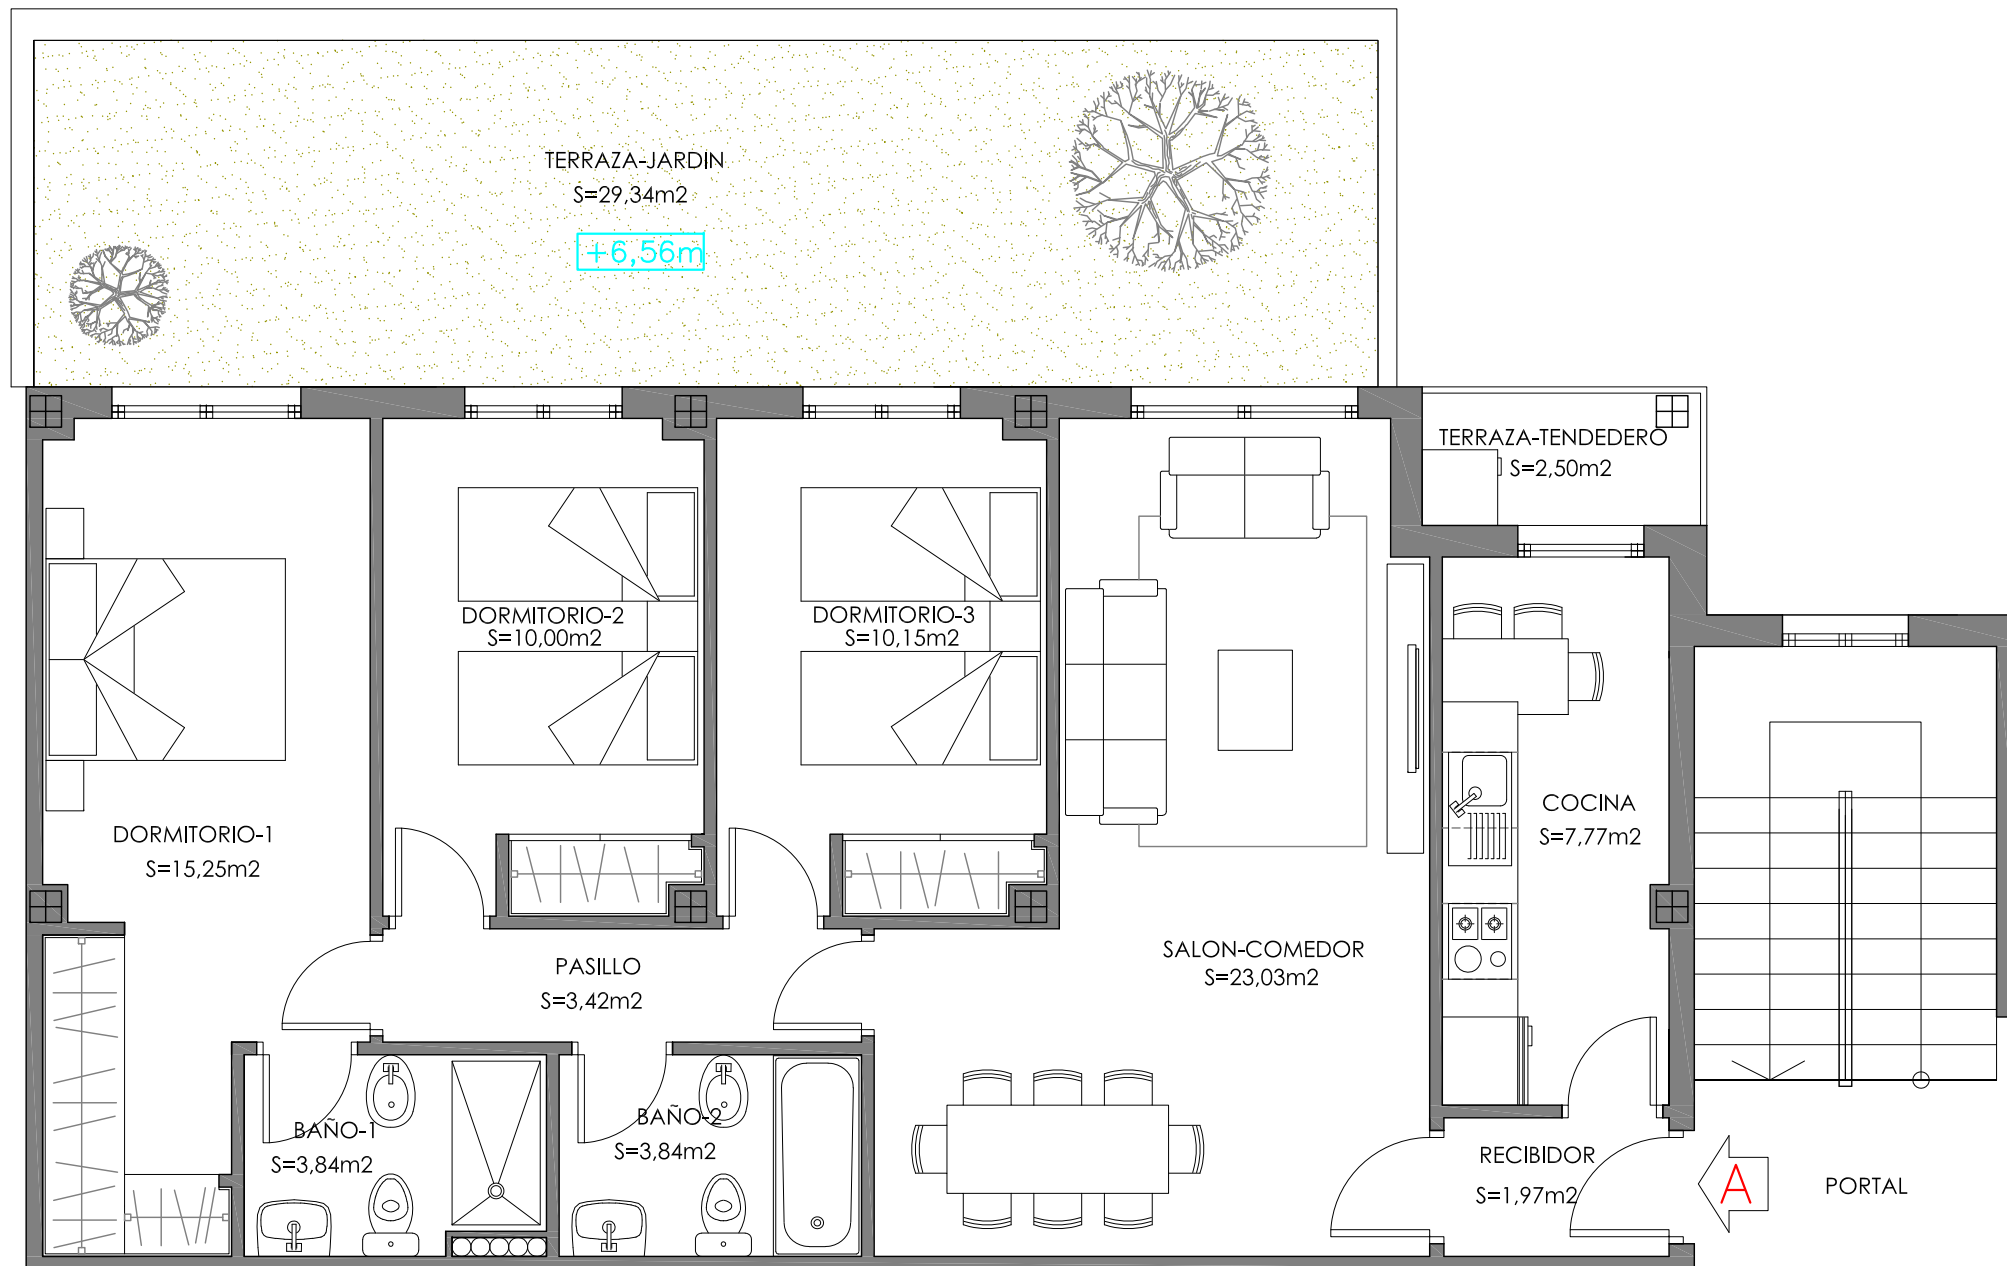 TERRAZA-JARDIN
S=29,34m2
+6,56m
TERRAZA-TENDEDERO
S=2,50m2
DORMITORIO-2
S=10,00m2
DORMITORIO-3
S=10,15m2
DORMITORIO-1
S=15,25m2
COCINA
S=7,77m2
PASILLO
S=3,42m2
SALON-COMEDOR
S=23,03m2
BAÑO-1
S=3,84m2
BAÑO-2
S=3,84m2
RECIBIDOR
S=1,97m2
A
PORTAL